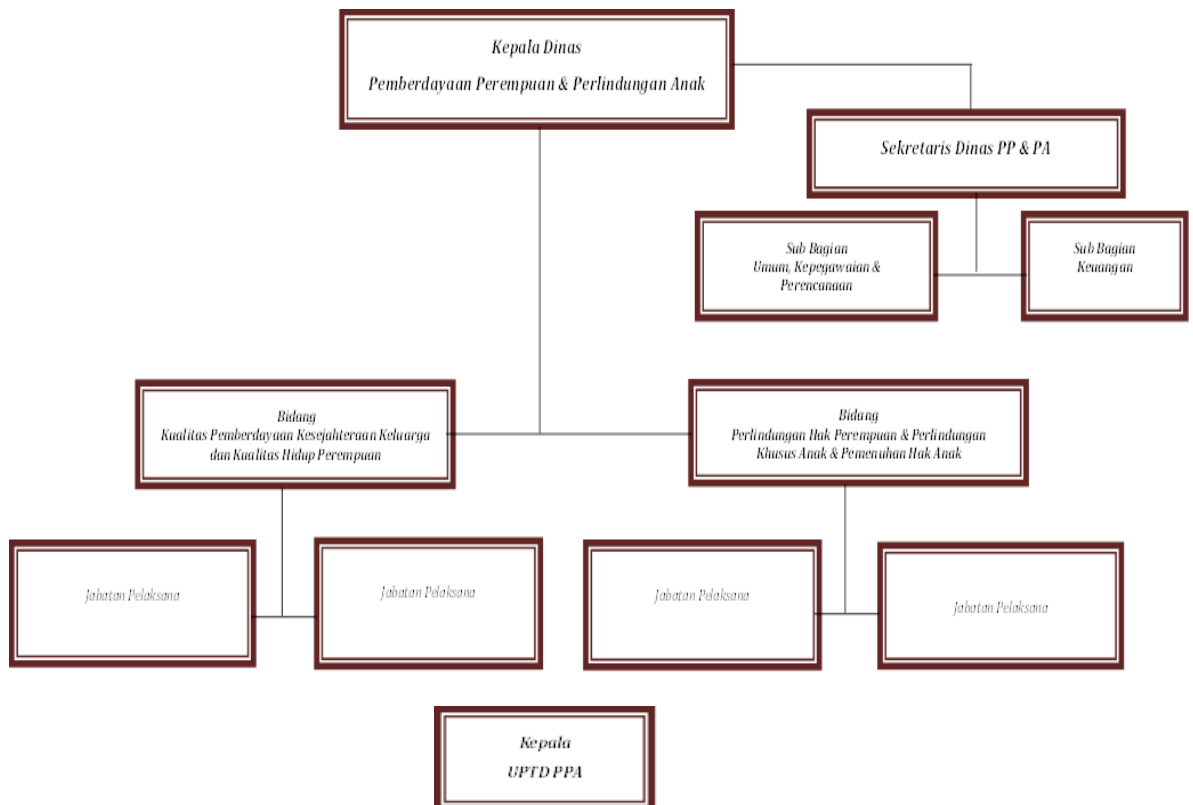 Kepala Dinas
Pemberdayaan Perempuan & Perlindungan Anak
Sekretaris Dinas PP & PA
Sub Bagian
Umum, Kepegawaian &
Perencanaan
Sub Bagian
Keuangan
Bidang
Kualitas Pemberdayaan Kesejahteraan Keluarga
dan Kualitas Hidup Perempuan
Bidang
Perlindungan Hak Perempuan & Perlindungan
Khusus Anak & Pemenuhan Hak Anak
Jabatan Pelaksana
Jabatan Pelaksana
Jabatan Pelaksana
Jabatan Pelaksana
Kepala
UPTD PPA